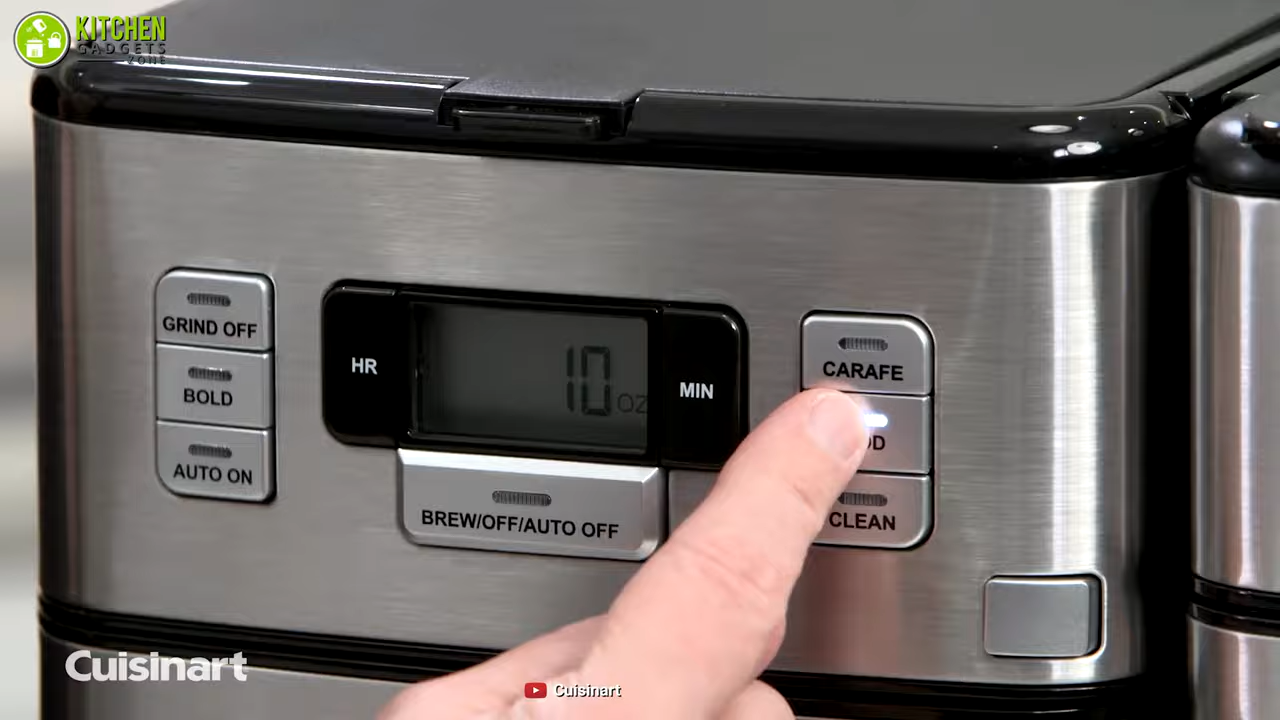 KITCHEN
GADGETS
ZONE
GRIND OFF
BOLD
AUTO ON
HR
10 OZ
MIN
BREW/OFF/AUTO OFF
CARAFE
CLEAN
Cuisinart
Cuisinart